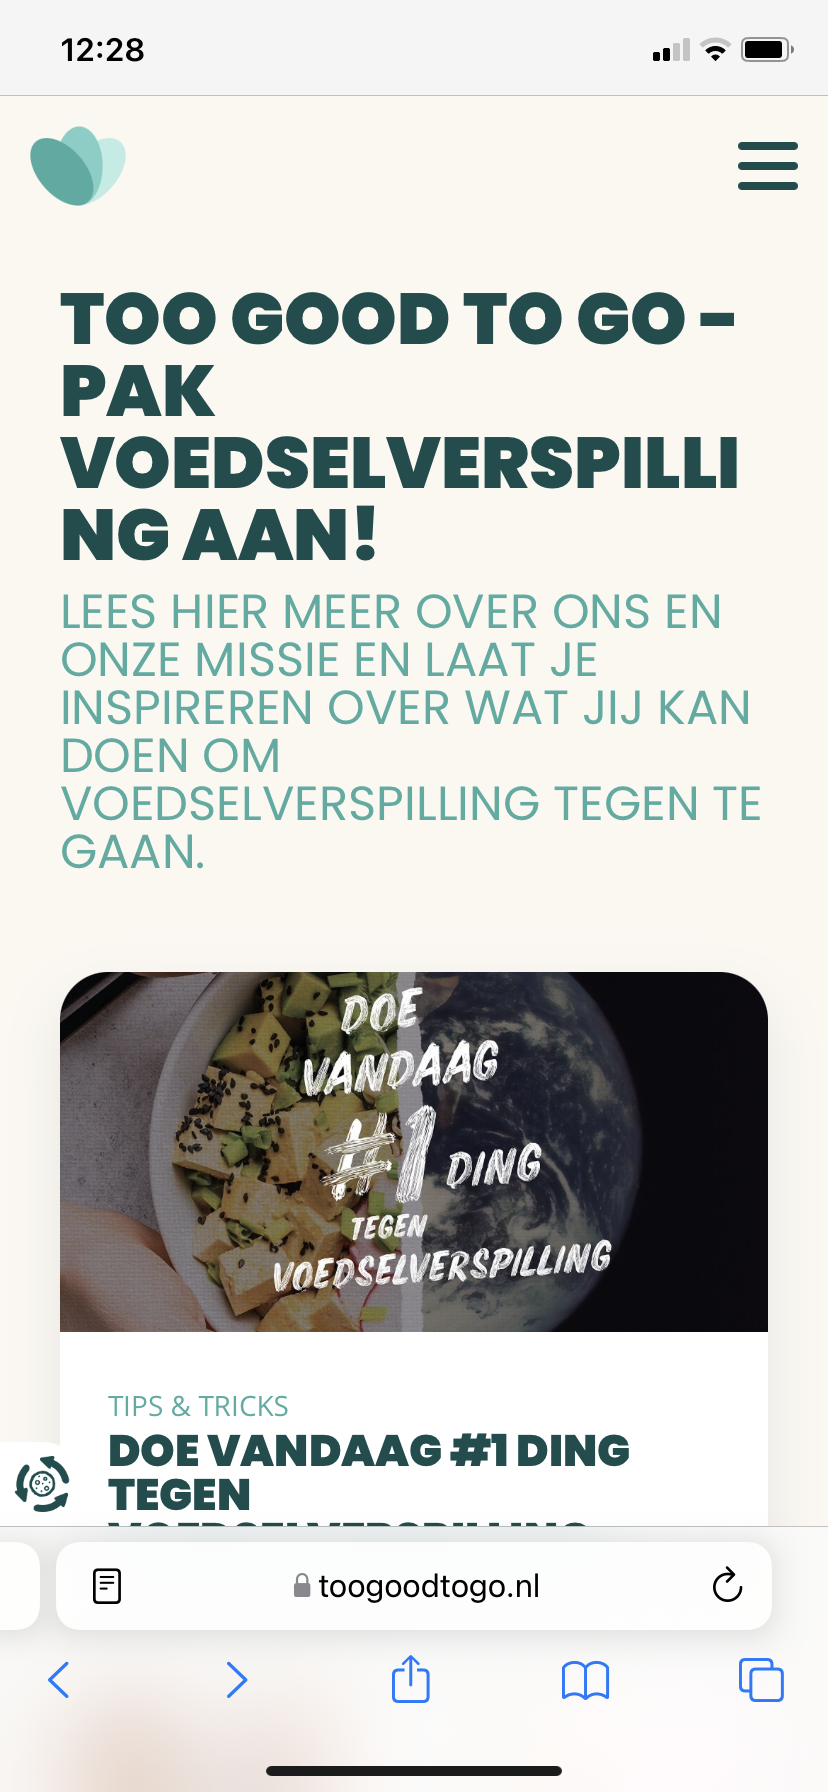 12:28
TOO GOOD TO GO -
PAK
VOEDSELVERSPILLI
NG AAN!
LEES HIER MEER OVER ONS EN
ONZE MISSIE EN LAAT JE
INSPIREREN OVER WAT JIJ KAN
DOEN OM
VOEDSELVERSPILLING TEGEN TE
GAAN.
DOE
VANDAAG
#1 DING
TEGEN
VOEDSELVERSPILLING
TIPS & TRICKS
DOE VANDAAG #1 DING
TEGEN
VOEDSELVERSPILLING
toogoodtogo.nl